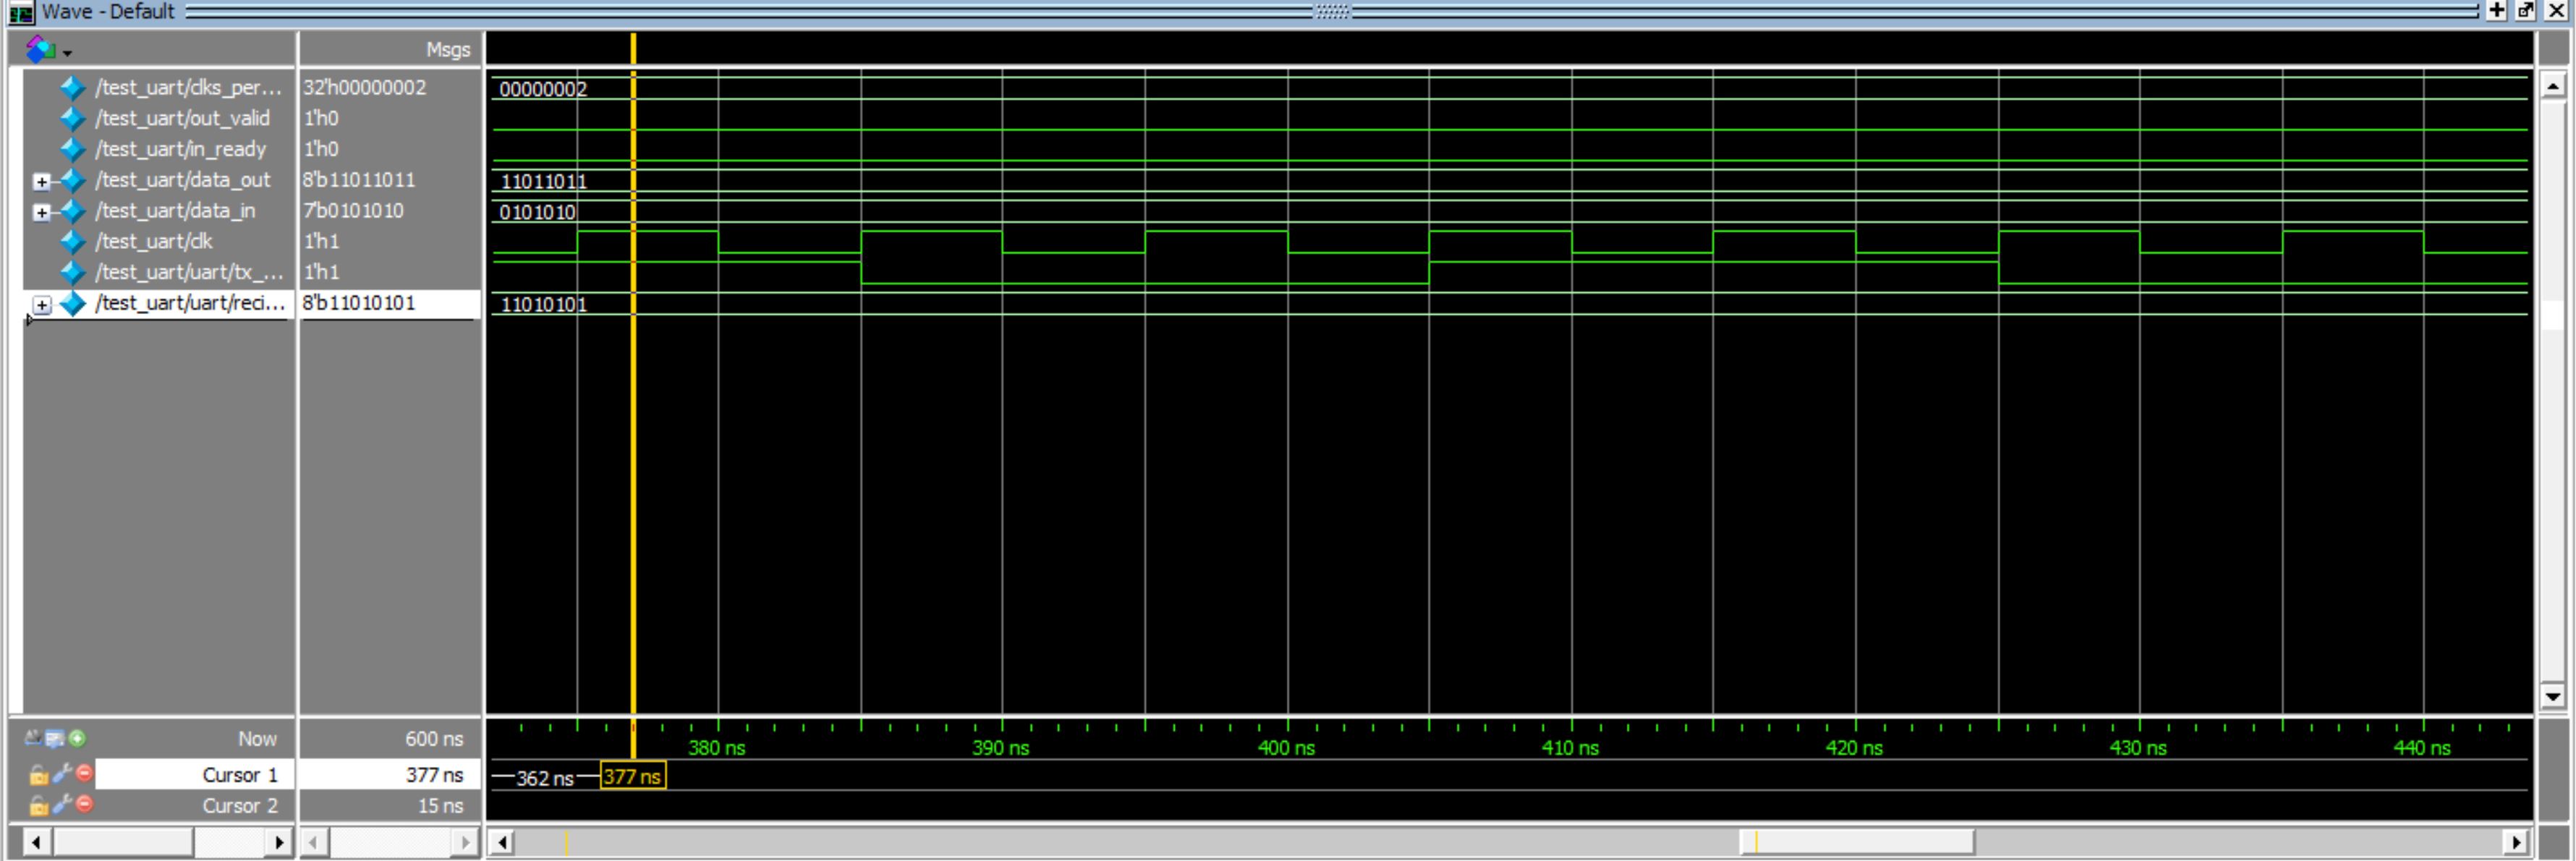 Wave - Default
Msgs
/test_uart/clks_per... 32'h00000002 00000002
/test_uart/out_valid 1'h0
/test_uart/in_ready 1'h0
/test_uart/data_out 8'b11011011 11011011
/test_uart/data_in 7'b0101010 0101010
/test_uart/clk 1'h1
/test_uart/uart/tx_... 1'h1
/test_uart/uart/reci... 8'b11010101 11010101
Now 600 ns 380 ns 390 ns 400 ns 410 ns 420 ns 430 ns 440 ns
Cursor 1 377 ns 362 ns 377 ns
Cursor 2 15 ns